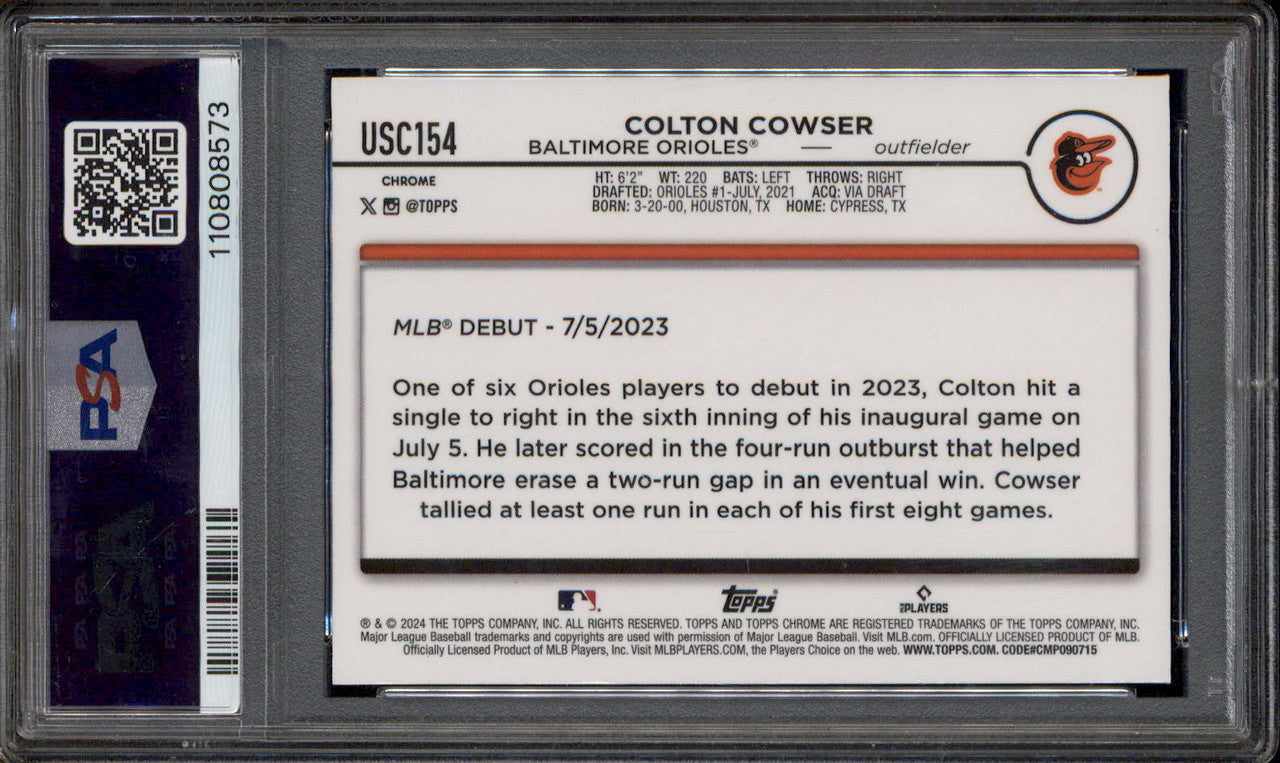 110808573
PSA
USC154
COLTON COWSER
BALTIMORE ORIOLES® — outfielder
CHROME
X @TOPPS
HT: 6'2" WT: 220 BATS: LEFT THROWS: RIGHT
DRAFTED: ORIOLES #1-JULY, 2021 ACQ: VIA DRAFT
BORN: 3-20-00, HOUSTON, TX HOME: CYPRESS, TX
MLB® DEBUT - 7/5/2023
One of six Orioles players to debut in 2023, Colton hit a
single to right in the sixth inning of his inaugural game on
July 5. He later scored in the four-run outburst that helped
Baltimore erase a two-run gap in an eventual win. Cowser
tallied at least one run in each of his first eight games.
Topps®
MLB PLAYERS
® & © 2024 THE TOPPS COMPANY, INC. ALL RIGHTS RESERVED. TOPPS AND TOPPS CHROME ARE REGISTERED TRADEMARKS OF THE TOPPS COMPANY, INC.
Major League Baseball trademarks and copyrights are used with permission of Major League Baseball. Visit MLB.com. OFFICIALLY LICENSED PRODUCT OF MLB.
Officially Licensed Product of MLB Players, Inc. Visit MLBPLAYERS.COM, the Players Choice on the web. WWW.TOPPS.COM. CODE#CMP090715